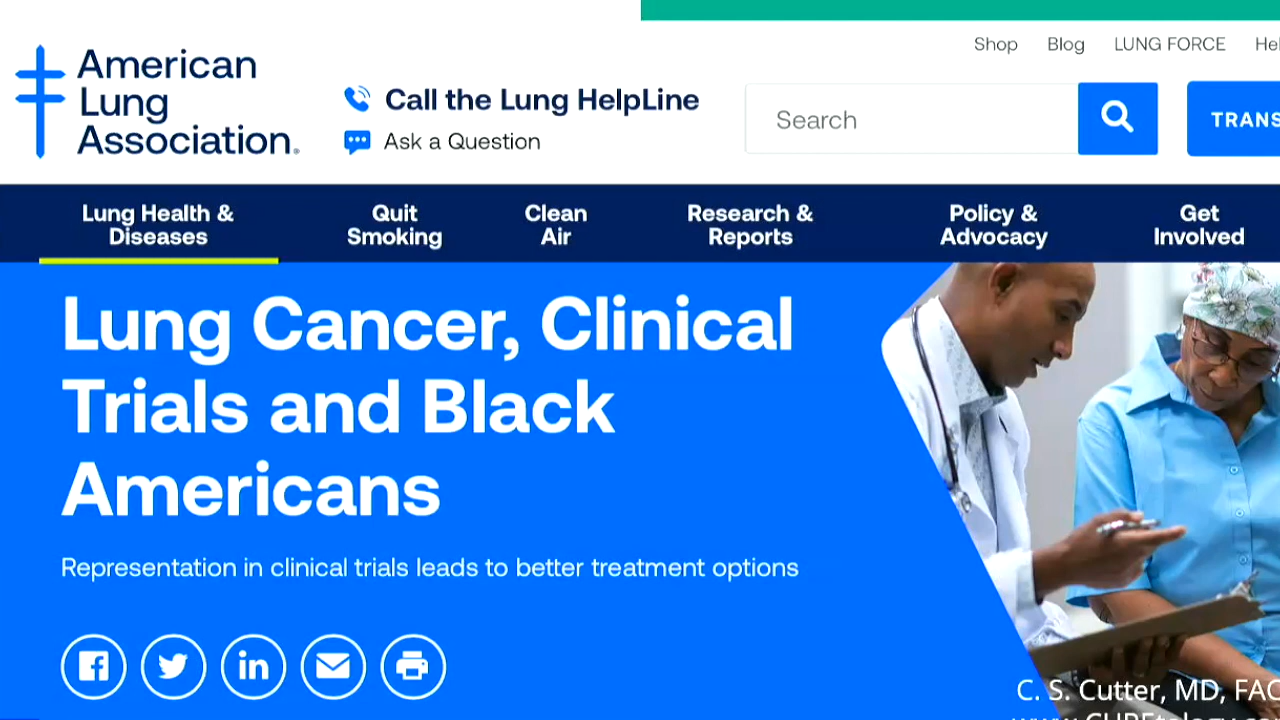 Shop Blog LUNG FORCE
American
Lung
Association®
Call the Lung HelpLine
Ask a Question
Search
Lung Health &
Diseases
Quit
Smoking
Clean
Air
Research &
Reports
Policy &
Advocacy
Get
Involved
Lung Cancer, Clinical
Trials and Black
Americans
Representation in clinical trials leads to better treatment options
C. S. Cutter, MD,